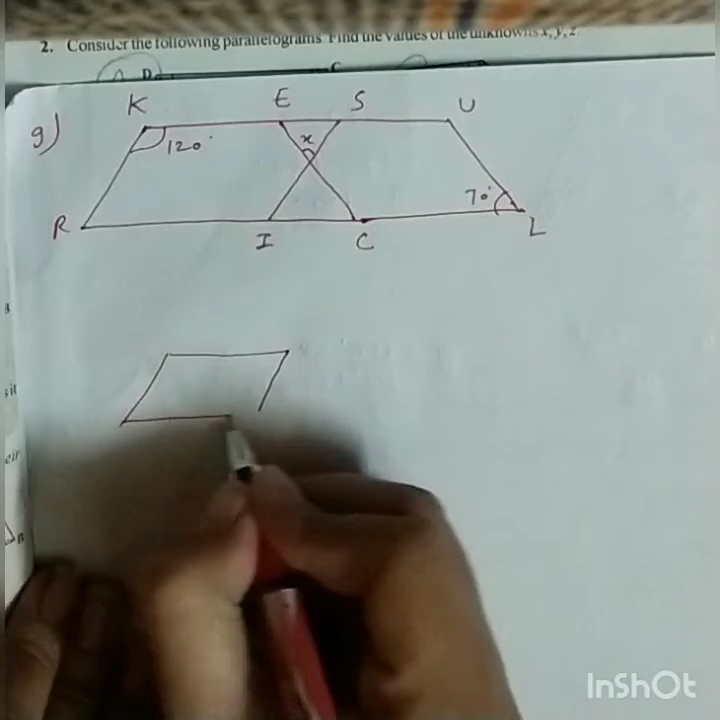 2. Consider the following parallelograms Find the values of the unknowns x, y, z
D C
g) K E S U
120°
x
70°
R I C L
InShOt